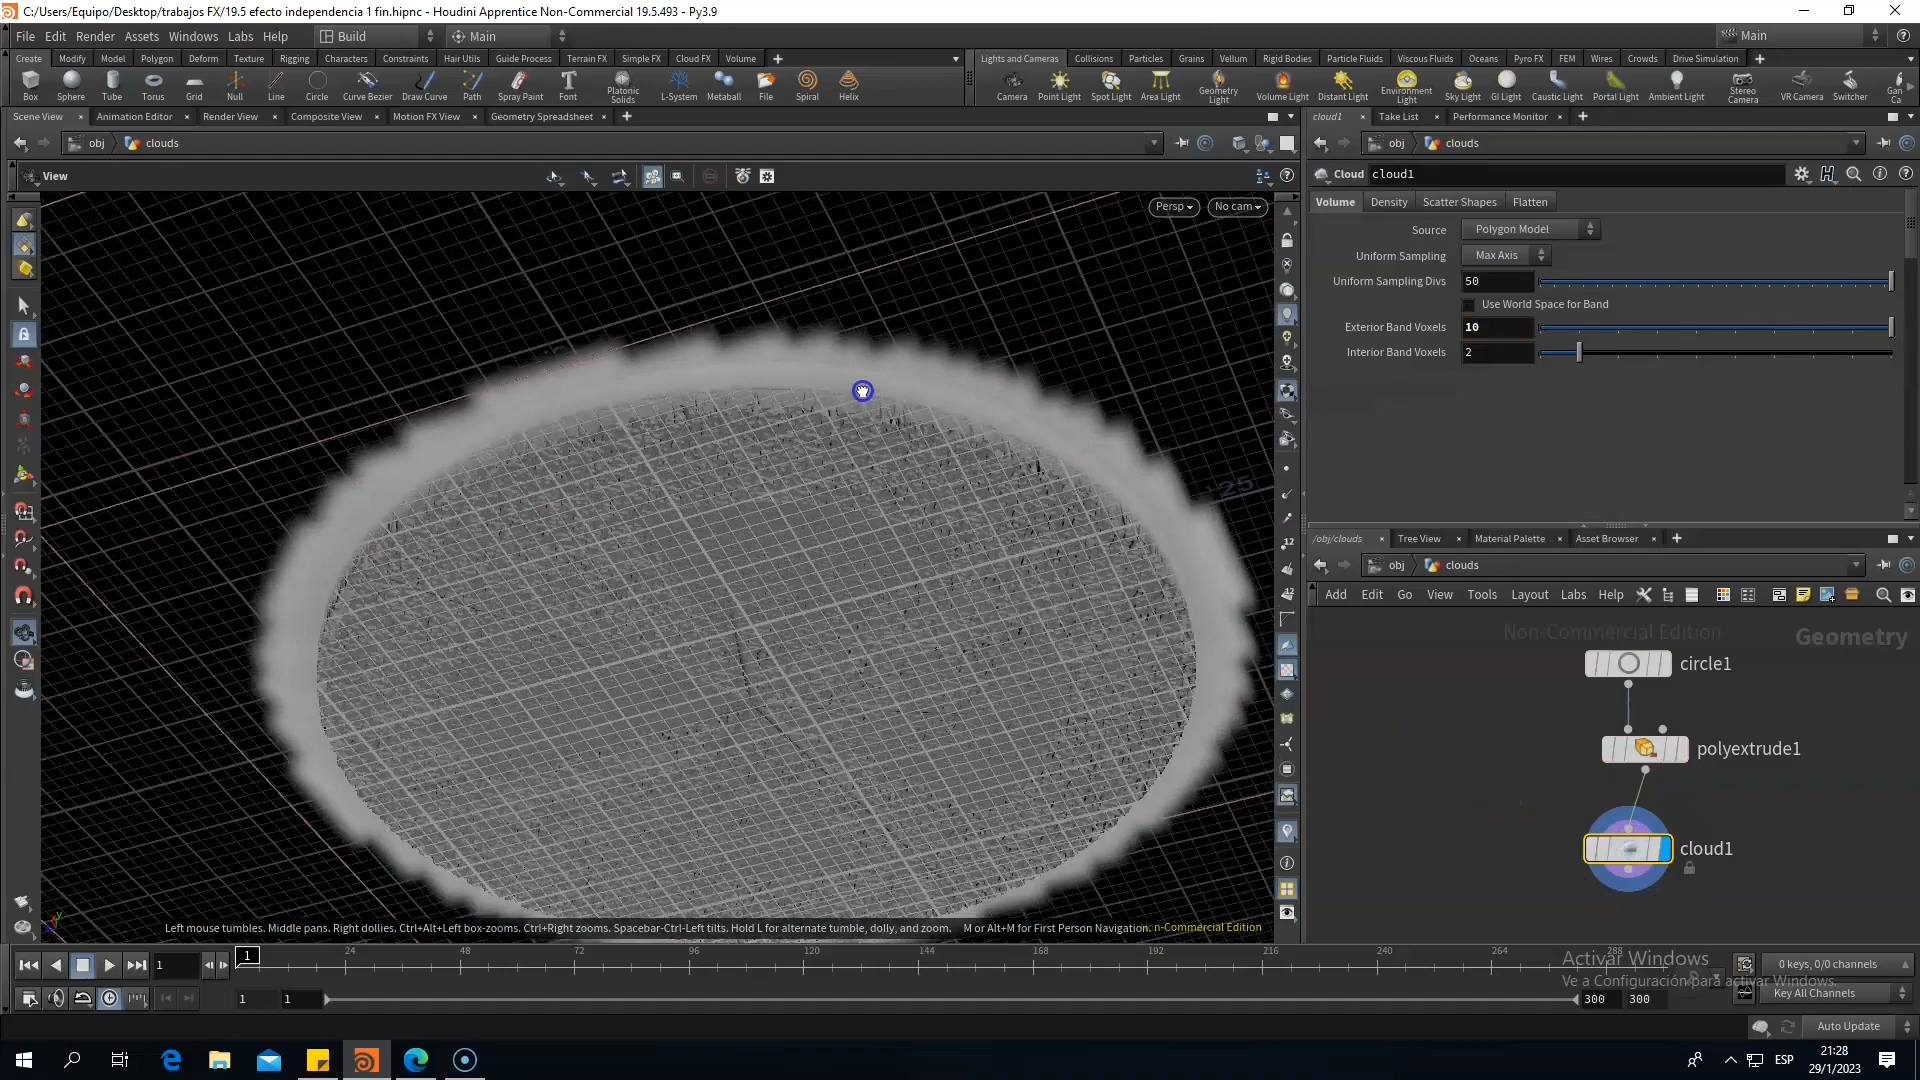 C:/Users/Equipo/Desktop/trabajos FX/19.5 efecto independencia 1 fin.hipnc - Houdini Apprentice Non-Commercial 19.5.493 - Py3.9
File Edit Render Assets Windows Labs Help Build Main Main
Create Modify Model Polygon Deform Texture Rigging Characters Constraints Hair Utils Guide Process Terrain FX Simple FX Cloud FX Volume
Lights and Cameras Collisions Particles Grains Vellum Rigid Bodies Particle Fluids Viscous Fluids Oceans Pyro FX FEM Wires Crowds Drive Simulation
Box Sphere Tube Torus Grid Null Line Circle Curve Bezier Draw Curve Path Spray Paint Font Platonic Solids L-System Metaball File Spiral Helix
Camera Point Light Spot Light Area Light Geometry Light Volume Light Distant Light Environment Light Sky Light GI Light Caustic Light Portal Light Ambient Light Stereo Camera VR Camera Switcher Gan Ca
Scene View Animation Editor Render View Composite View Motion FX View Geometry Spreadsheet
cloud1 Take List Performance Monitor
obj clouds
obj clouds
View
Persp No cam
Cloud cloud1
Volume Density Scatter Shapes Flatten
Source Polygon Model
Uniform Sampling Max Axis
Uniform Sampling Divs 50
Use World Space for Band
Exterior Band Voxels 10
Interior Band Voxels 2
25
12
12
/obj/clouds Tree View Material Palette Asset Browser
obj clouds
Add Edit Go View Tools Layout Labs Help
Non-Commercial Edition
Geometry
circle1
polyextrude1
cloud1
Left mouse tumbles. Middle pans. Right dollies. Ctrl+Alt+Left box-zooms. Ctrl+Right zooms. Spacebar-Ctrl-Left tilts. Hold L for alternate tumble, dolly, and zoom. M or Alt+M for First Person Navigation. n-Commercial Edition
1 1 24 48 72 96 120 144 168 192 216 240 264 288
0 keys, 0/0 channels
Activar Windows
Ve a Configuración para activar Windows.
1 1 300 300
Key All Channels
Auto Update
ESP
21:28
29/1/2023